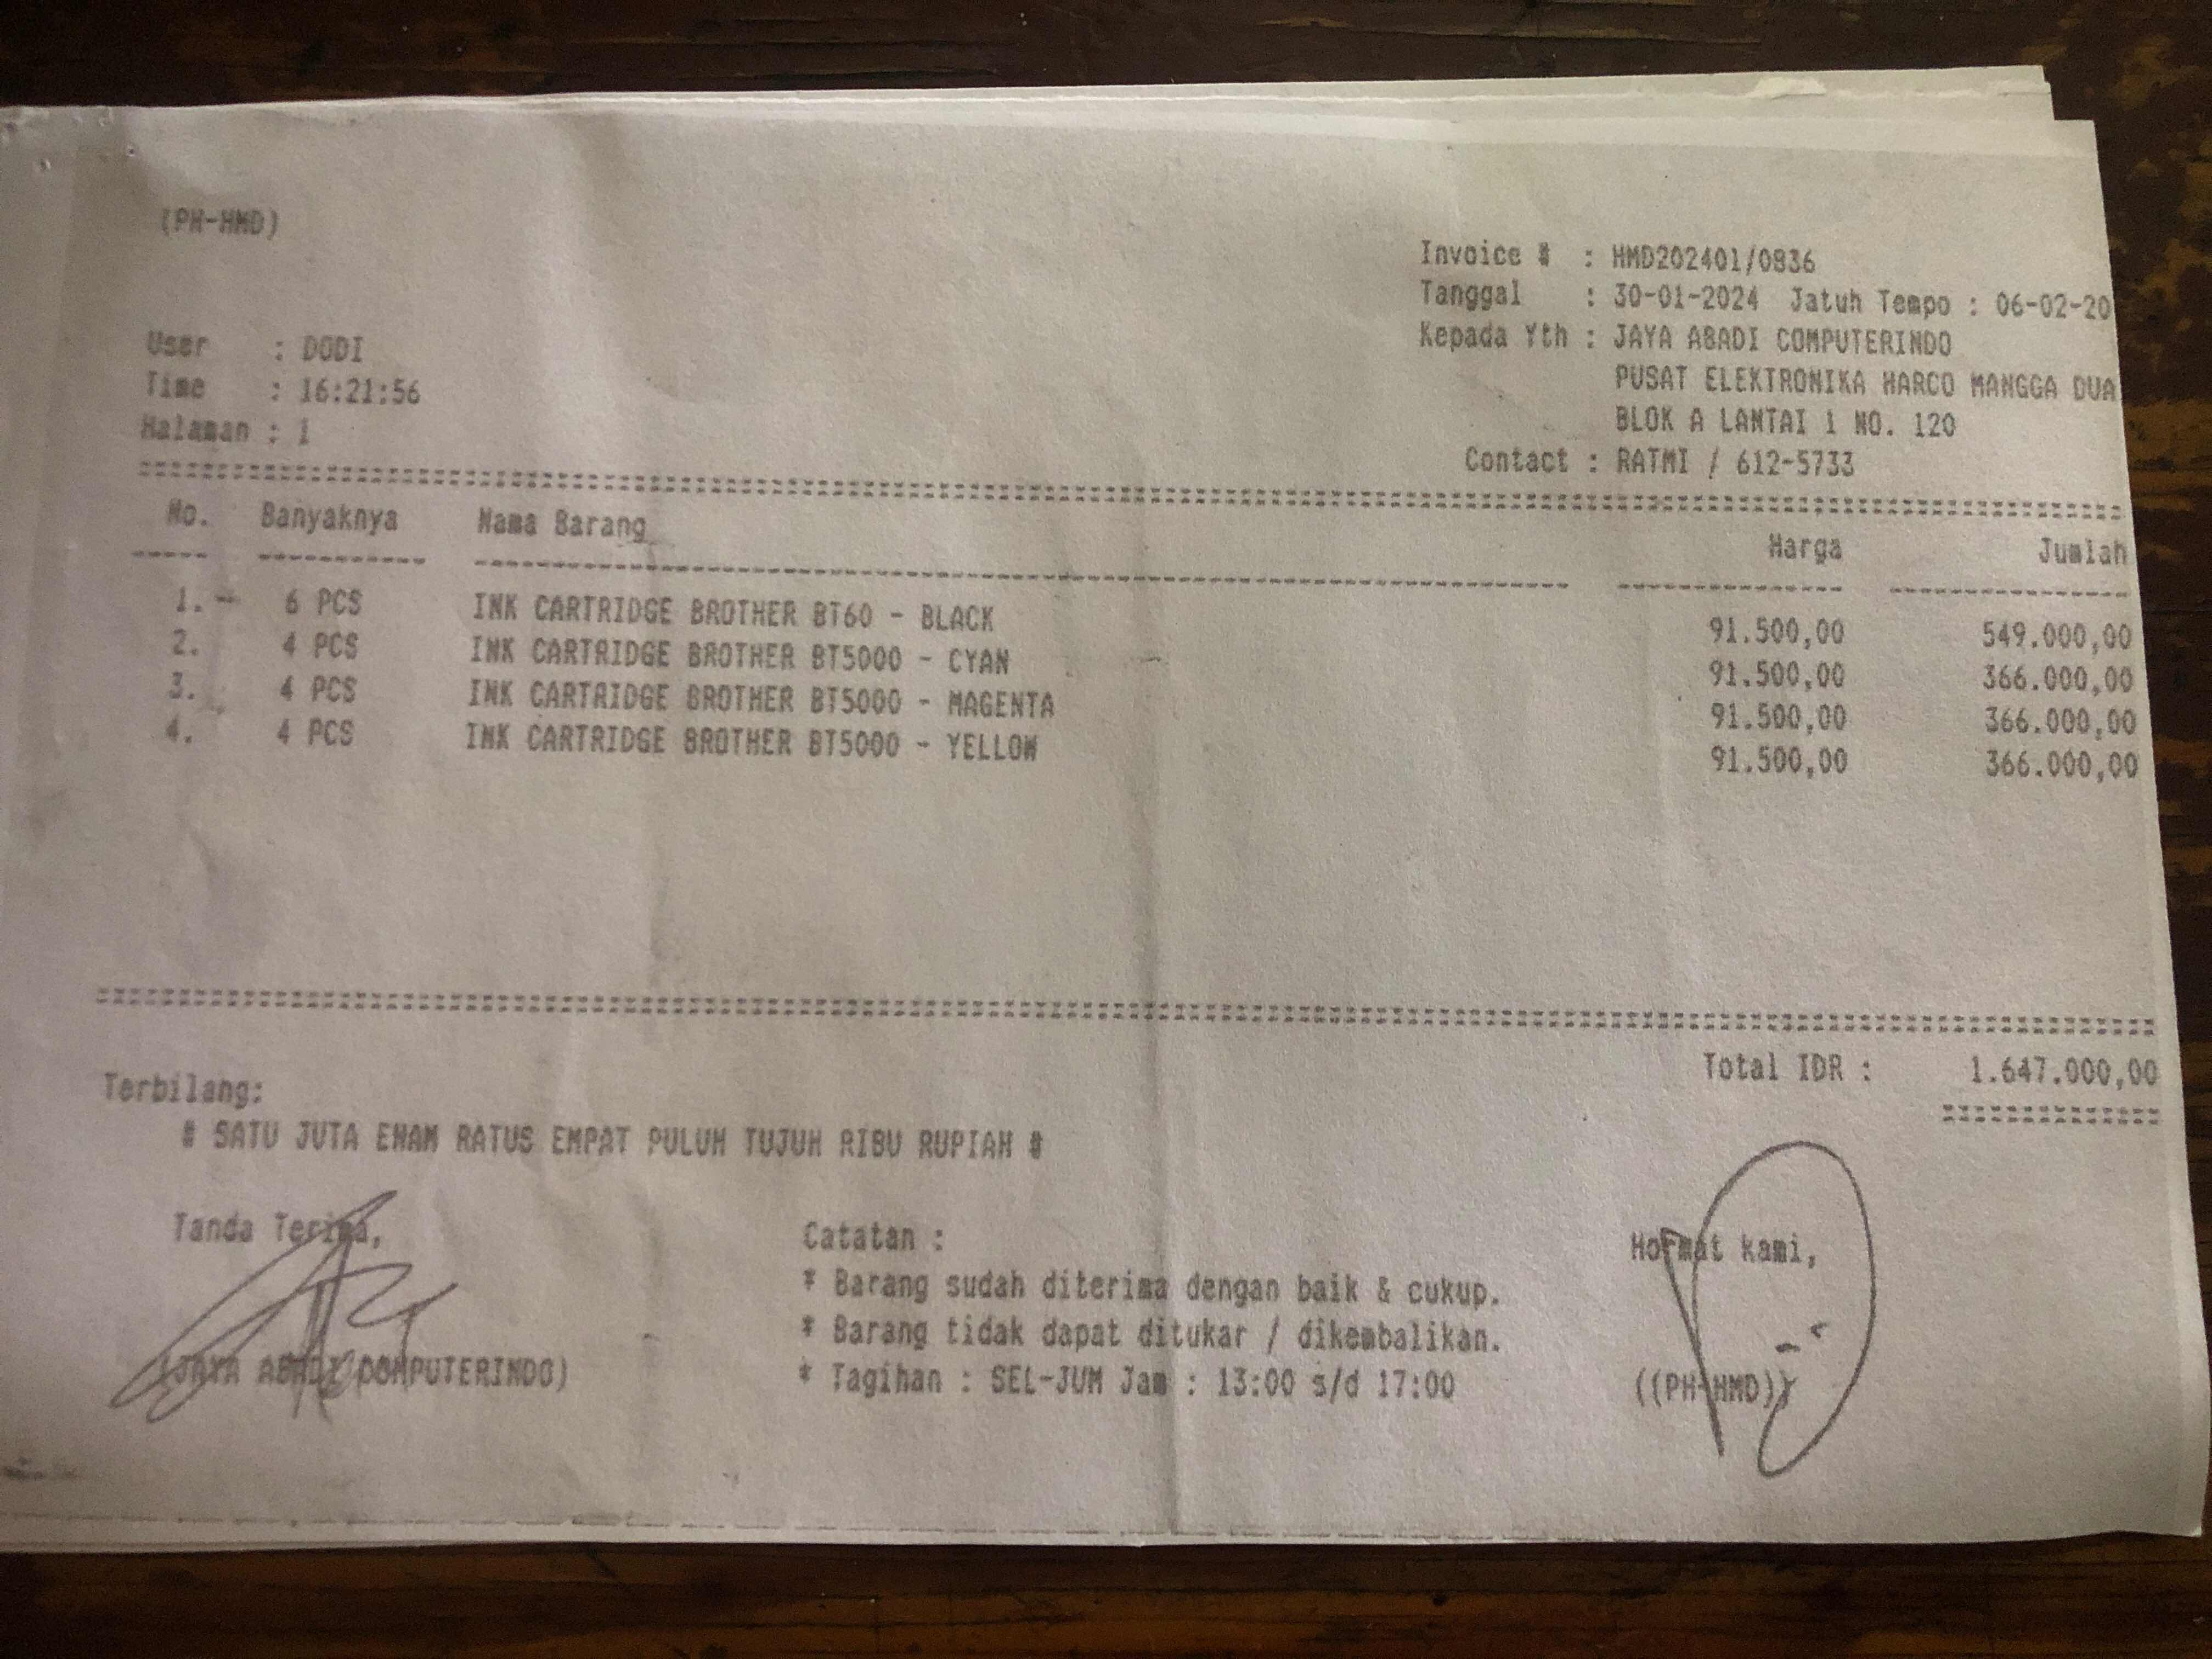 (PH-HMD)
Invoice # : HMD202401/0836
Tanggal : 30-01-2024 Jatuh Tempo : 06-02-20
Kepada Yth : JAYA ABADI COMPUTERINDO
PUSAT ELEKTRONIKA HARCO MANGGA DUA
BLOK A LANTAI 1 NO. 120
Contact : RATMI / 612-5733
User : DODI
Time : 16:21:56
Halaman : 1
No. Banyaknya Nama Barang Harga Jumlah
1. 6 PCS INK CARTRIDGE BROTHER BT60 - BLACK 91.500,00 549.000,00
2. 4 PCS INK CARTRIDGE BROTHER BT5000 - CYAN 91.500,00 366.000,00
3. 4 PCS INK CARTRIDGE BROTHER BT5000 - MAGENTA 91.500,00 366.000,00
4. 4 PCS INK CARTRIDGE BROTHER BT5000 - YELLOW 91.500,00 366.000,00
Total IDR : 1.647.000,00
Terbilang:
# SATU JUTA ENAM RATUS EMPAT PULUH TUJUH RIBU RUPIAH #
Tanda Terima,
(JAYA ABADI COMPUTERINDO)
Catatan :
* Barang sudah diterima dengan baik & cukup.
* Barang tidak dapat ditukar / dikembalikan.
* Tagihan : SEL-JUM Jam : 13:00 s/d 17:00
Hormat kami,
((PH-HMD))